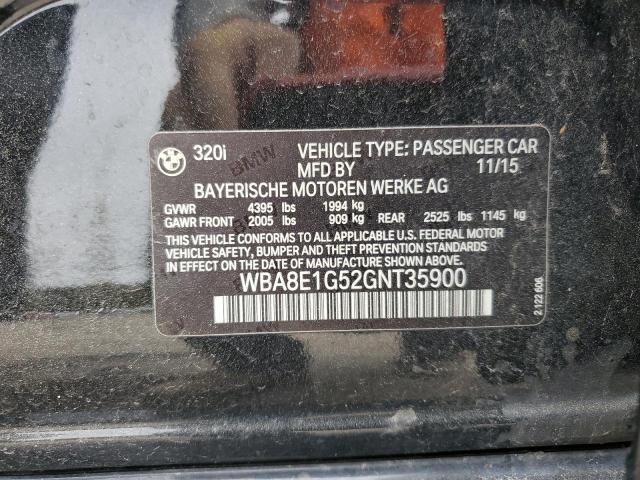 320i VEHICLE TYPE: PASSENGER CAR
MFD BY 11/15
BAYERISCHE MOTOREN WERKE AG
GVWR 4395 lbs 1994 kg
GAWR FRONT 2005 lbs 909 kg REAR 2525 lbs 1145 kg
THIS VEHICLE CONFORMS TO ALL APPLICABLE U.S. FEDERAL MOTOR
VEHICLE SAFETY, BUMPER AND THEFT PREVENTION STANDARDS
IN EFFECT ON THE DATE OF MANUFACTURE SHOWN ABOVE.
WBA8E1G52GNT35900
2 122 606